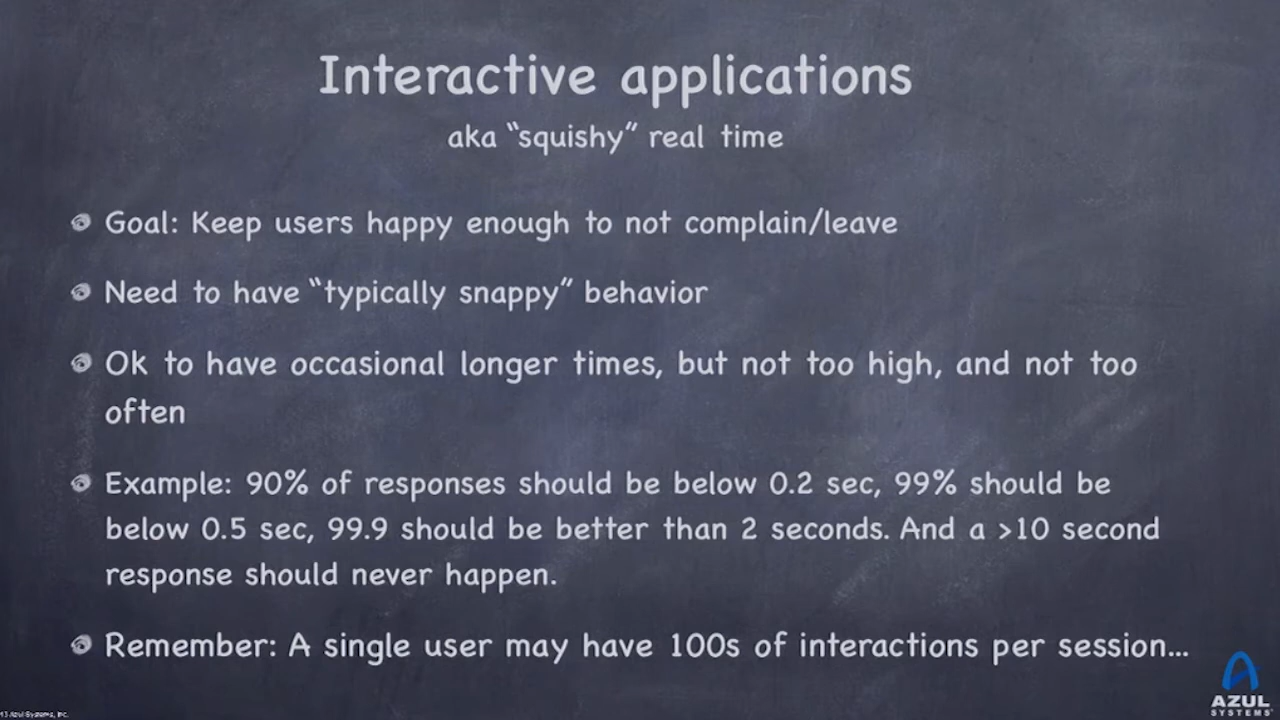 Interactive applications
aka “squishy” real time
Goal: Keep users happy enough to not complain/leave
Need to have “typically snappy” behavior
Ok to have occasional longer times, but not too high, and not too
often
Example: 90% of responses should be below 0.2 sec, 99% should be
below 0.5 sec, 99.9 should be better than 2 seconds. And a >10 second
response should never happen.
Remember: A single user may have 100s of interactions per session...
AZUL
SYSTEMS
13 Azul Systems, Inc.